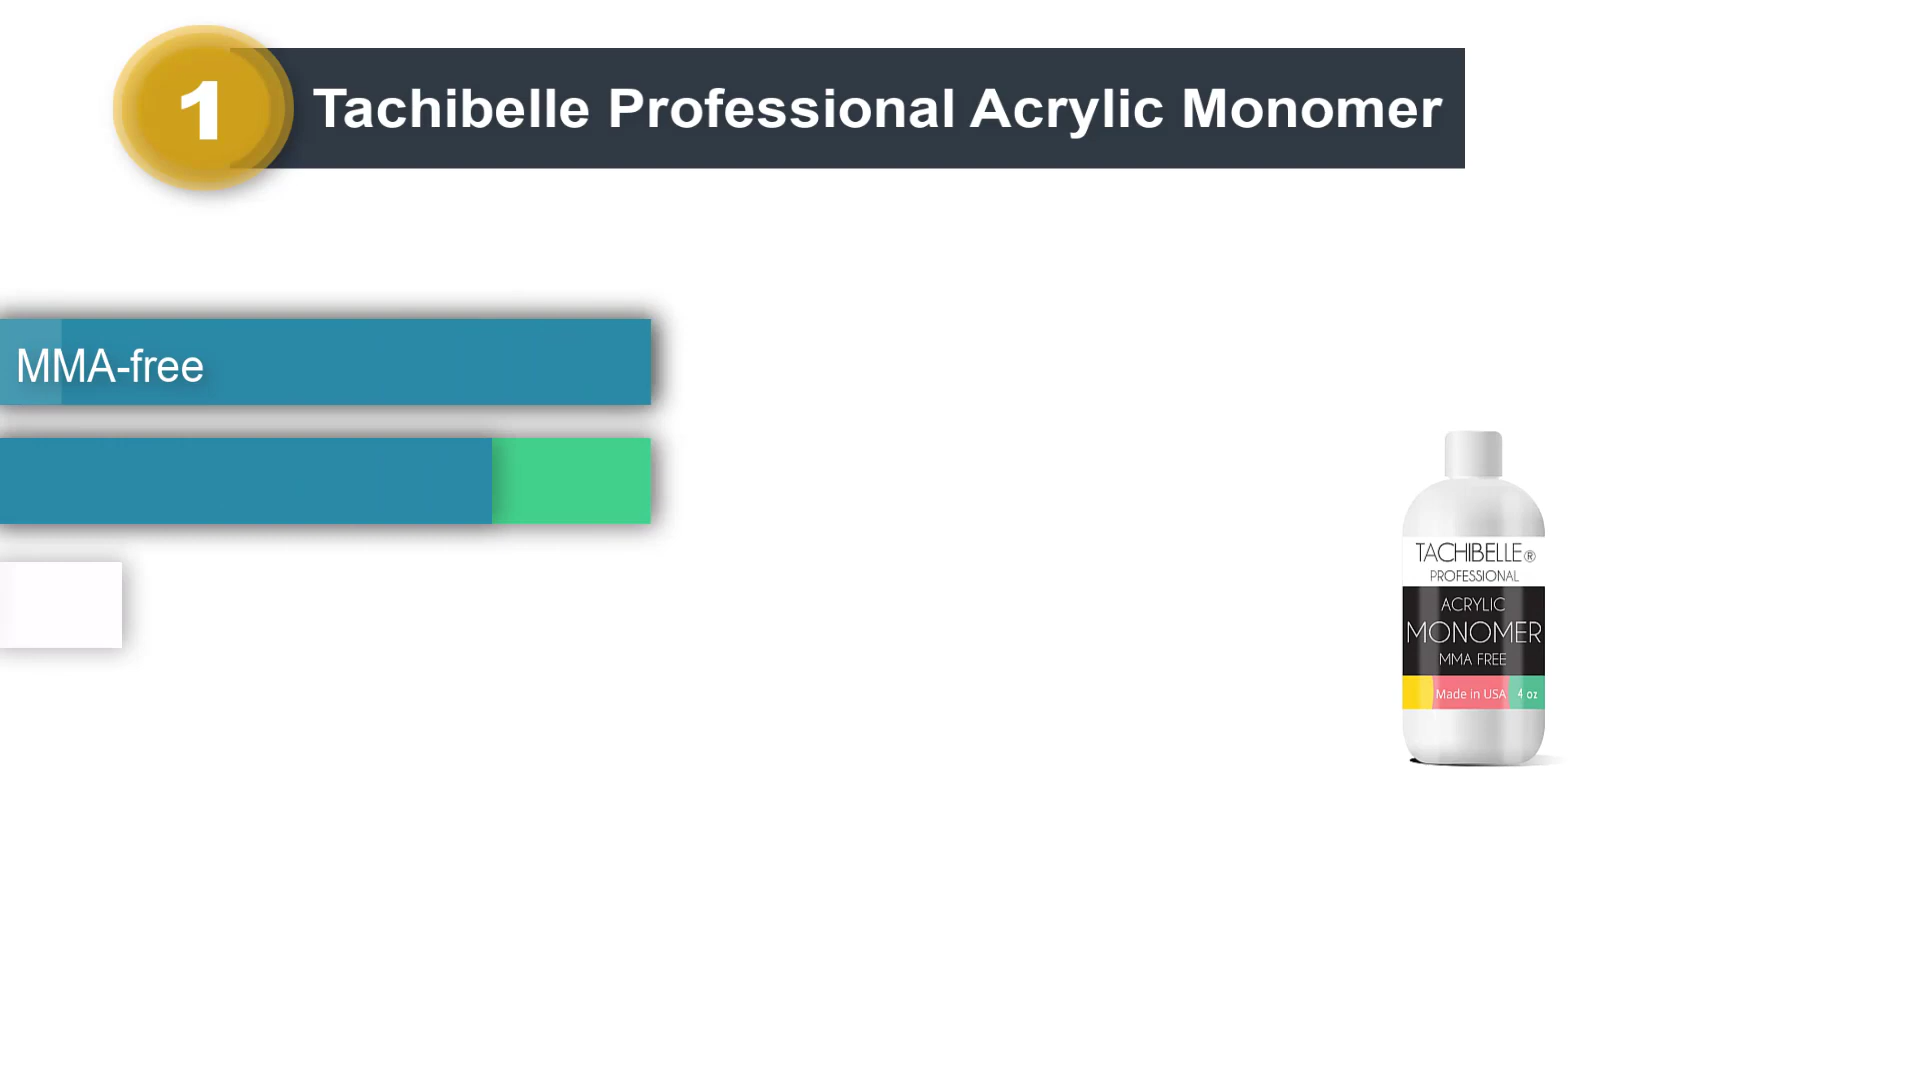 1
Tachibelle Professional Acrylic Monomer
MMA-free
TACHIBELLE®
PROFESSIONAL
ACRYLIC
MONOMER
MMA FREE
Made in USA 4 oz